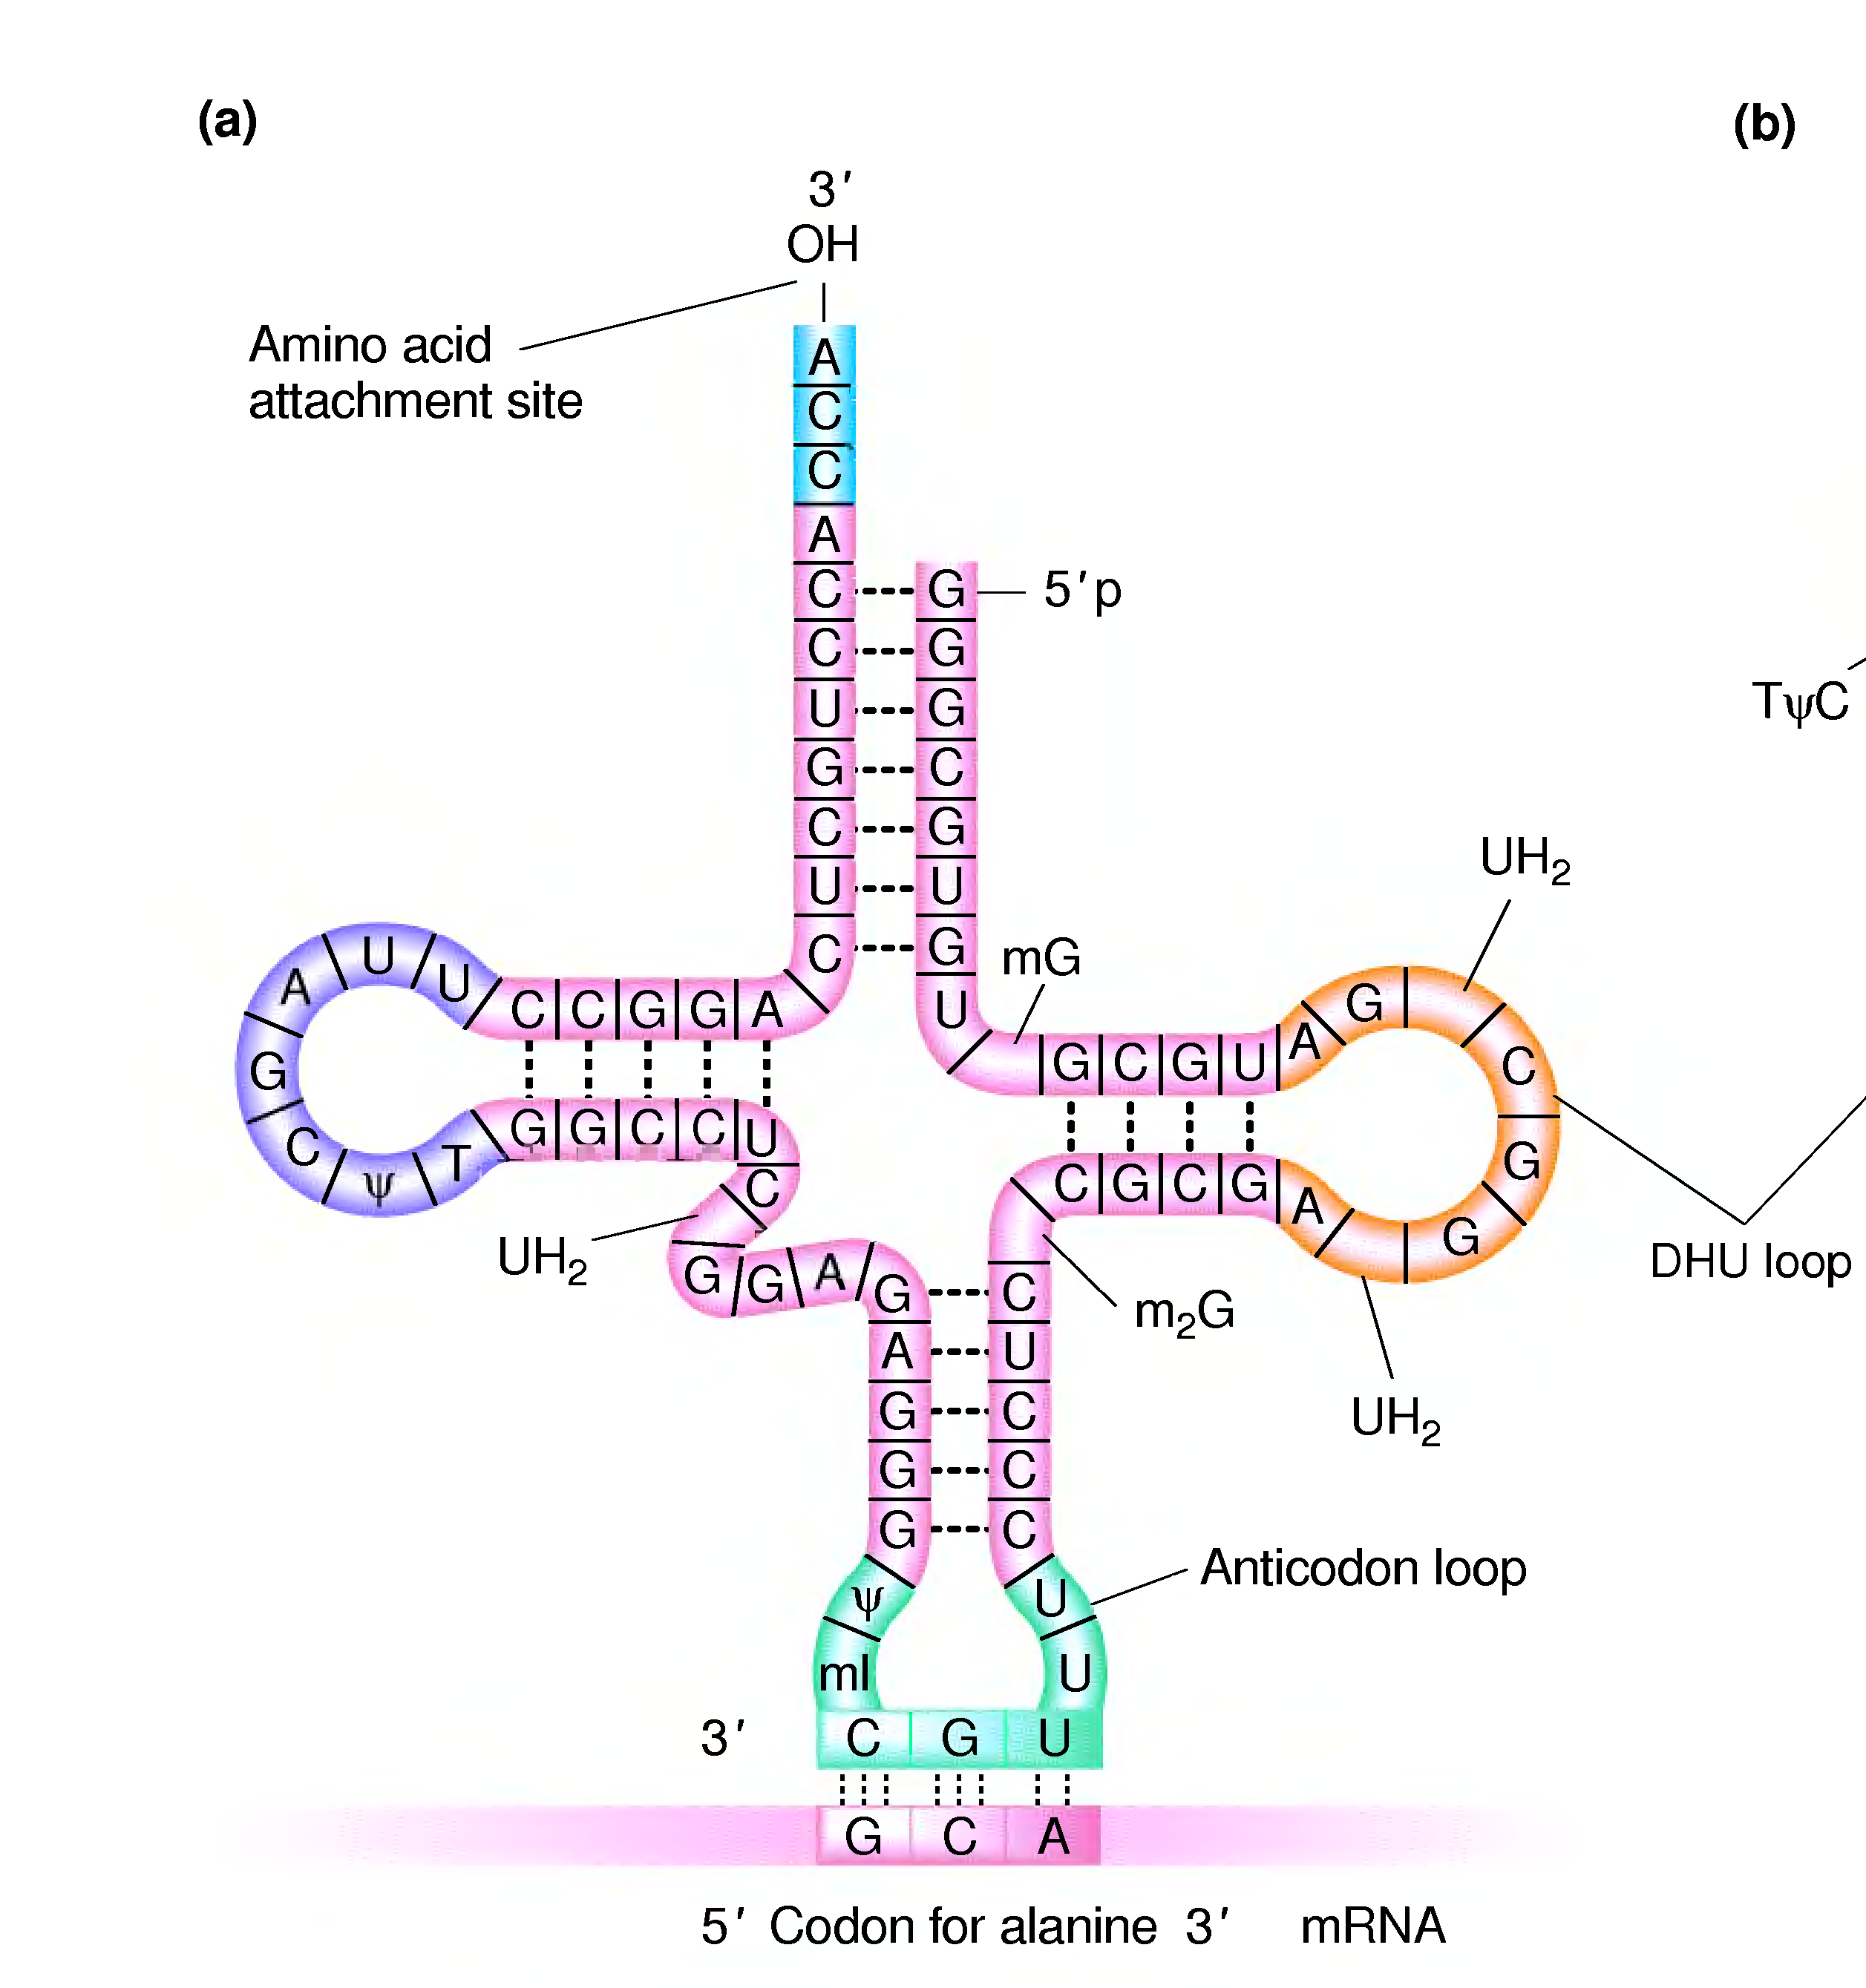 (a)
(b)
3′
OH
Amino acid
attachment site
A
C
C
A
C G 5′p
C G
U G
G C
C G
U U
C G
TψC
UH₂
mG
A U U C C G G A
U G C G U A G C
G
C ψ T G G C C U
C
G
G
A G C G C
DHU loop
UH₂
G G A G C
m₂G
A U
UH₂
G C
G C
G C
Anticodon loop
ψ U
mI U
3′ C G U
G C A
5′ Codon for alanine 3′ mRNA